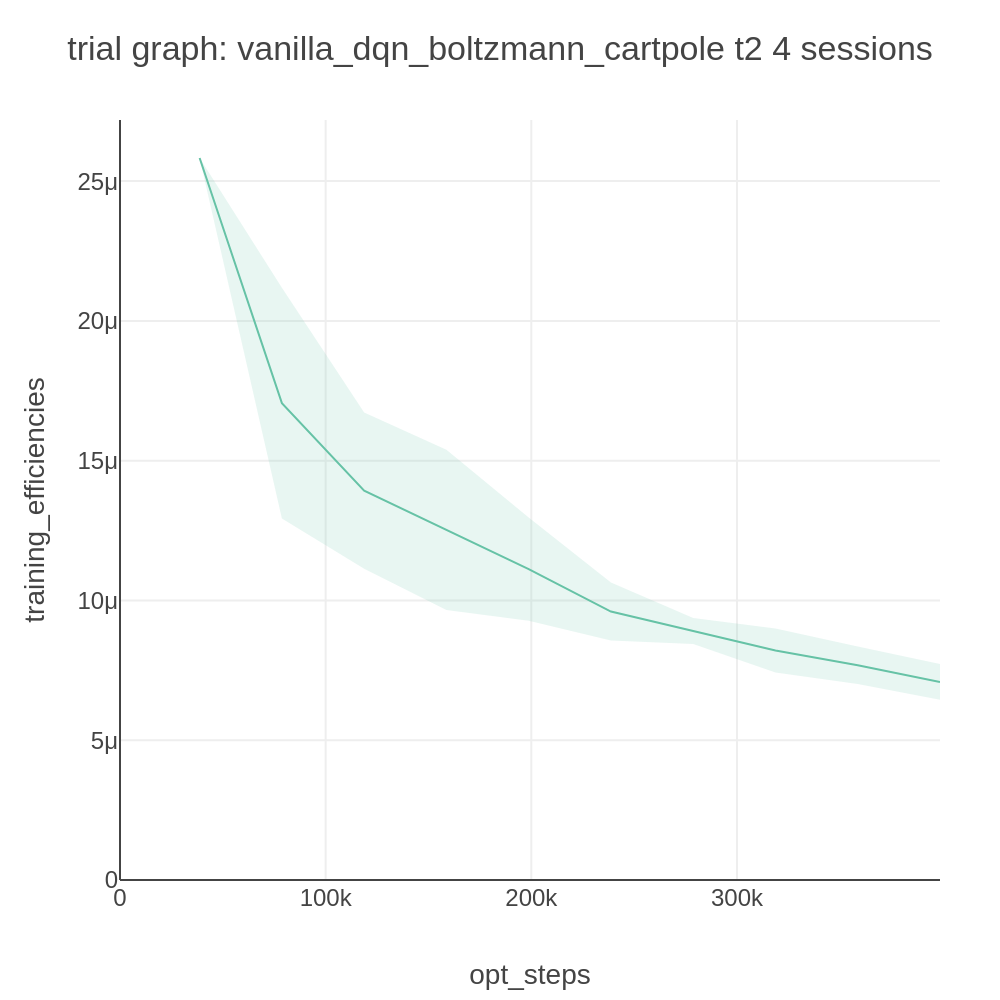 trial graph: vanilla_dqn_boltzmann_cartpole t2 4 sessions
25μ
20μ
15μ
10μ
5μ
0
training_efficiencies
0
100k
200k
300k
opt_steps